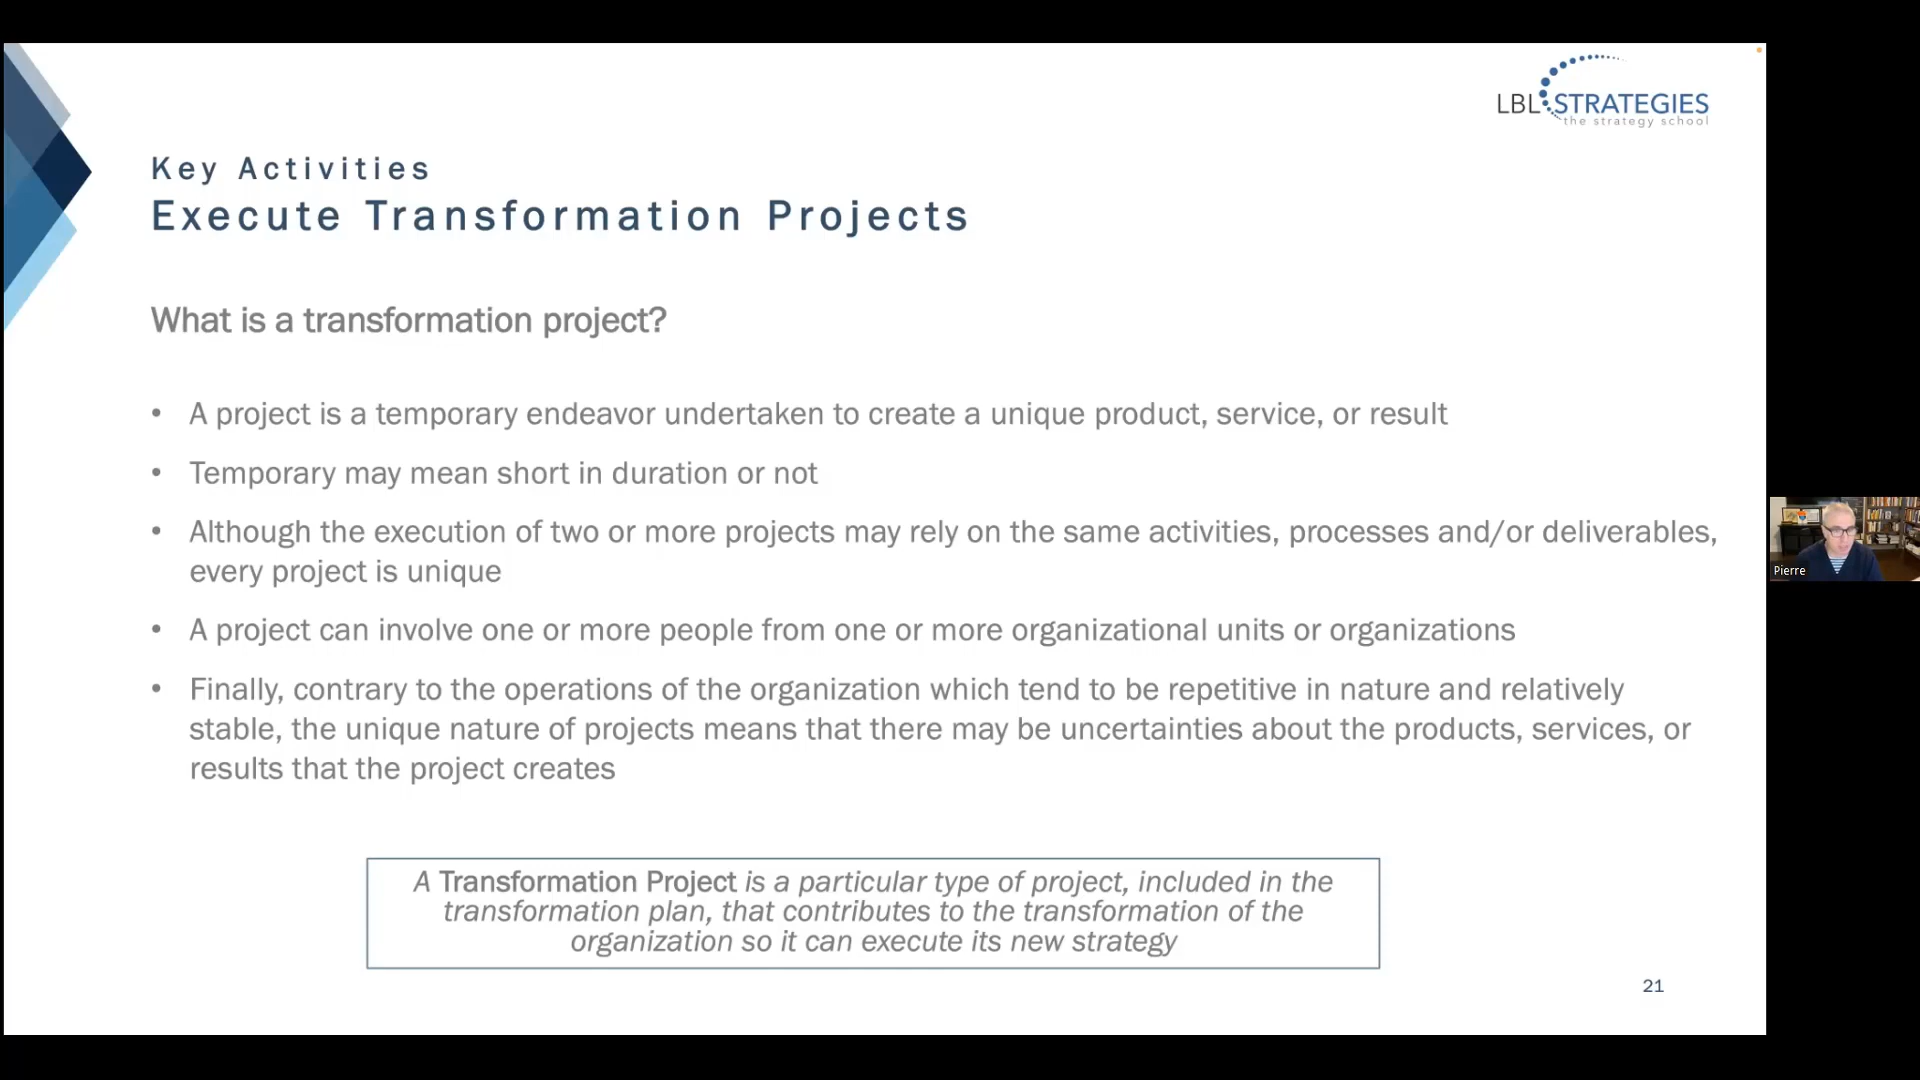 LBL STRATEGIES
the strategy school
Key Activities
Execute Transformation Projects
What is a transformation project?
• A project is a temporary endeavor undertaken to create a unique product, service, or result
• Temporary may mean short in duration or not
• Although the execution of two or more projects may rely on the same activities, processes and/or deliverables,
every project is unique
• A project can involve one or more people from one or more organizational units or organizations
• Finally, contrary to the operations of the organization which tend to be repetitive in nature and relatively
stable, the unique nature of projects means that there may be uncertainties about the products, services, or
results that the project creates
A Transformation Project is a particular type of project, included in the
transformation plan, that contributes to the transformation of the
organization so it can execute its new strategy
21
Pierre